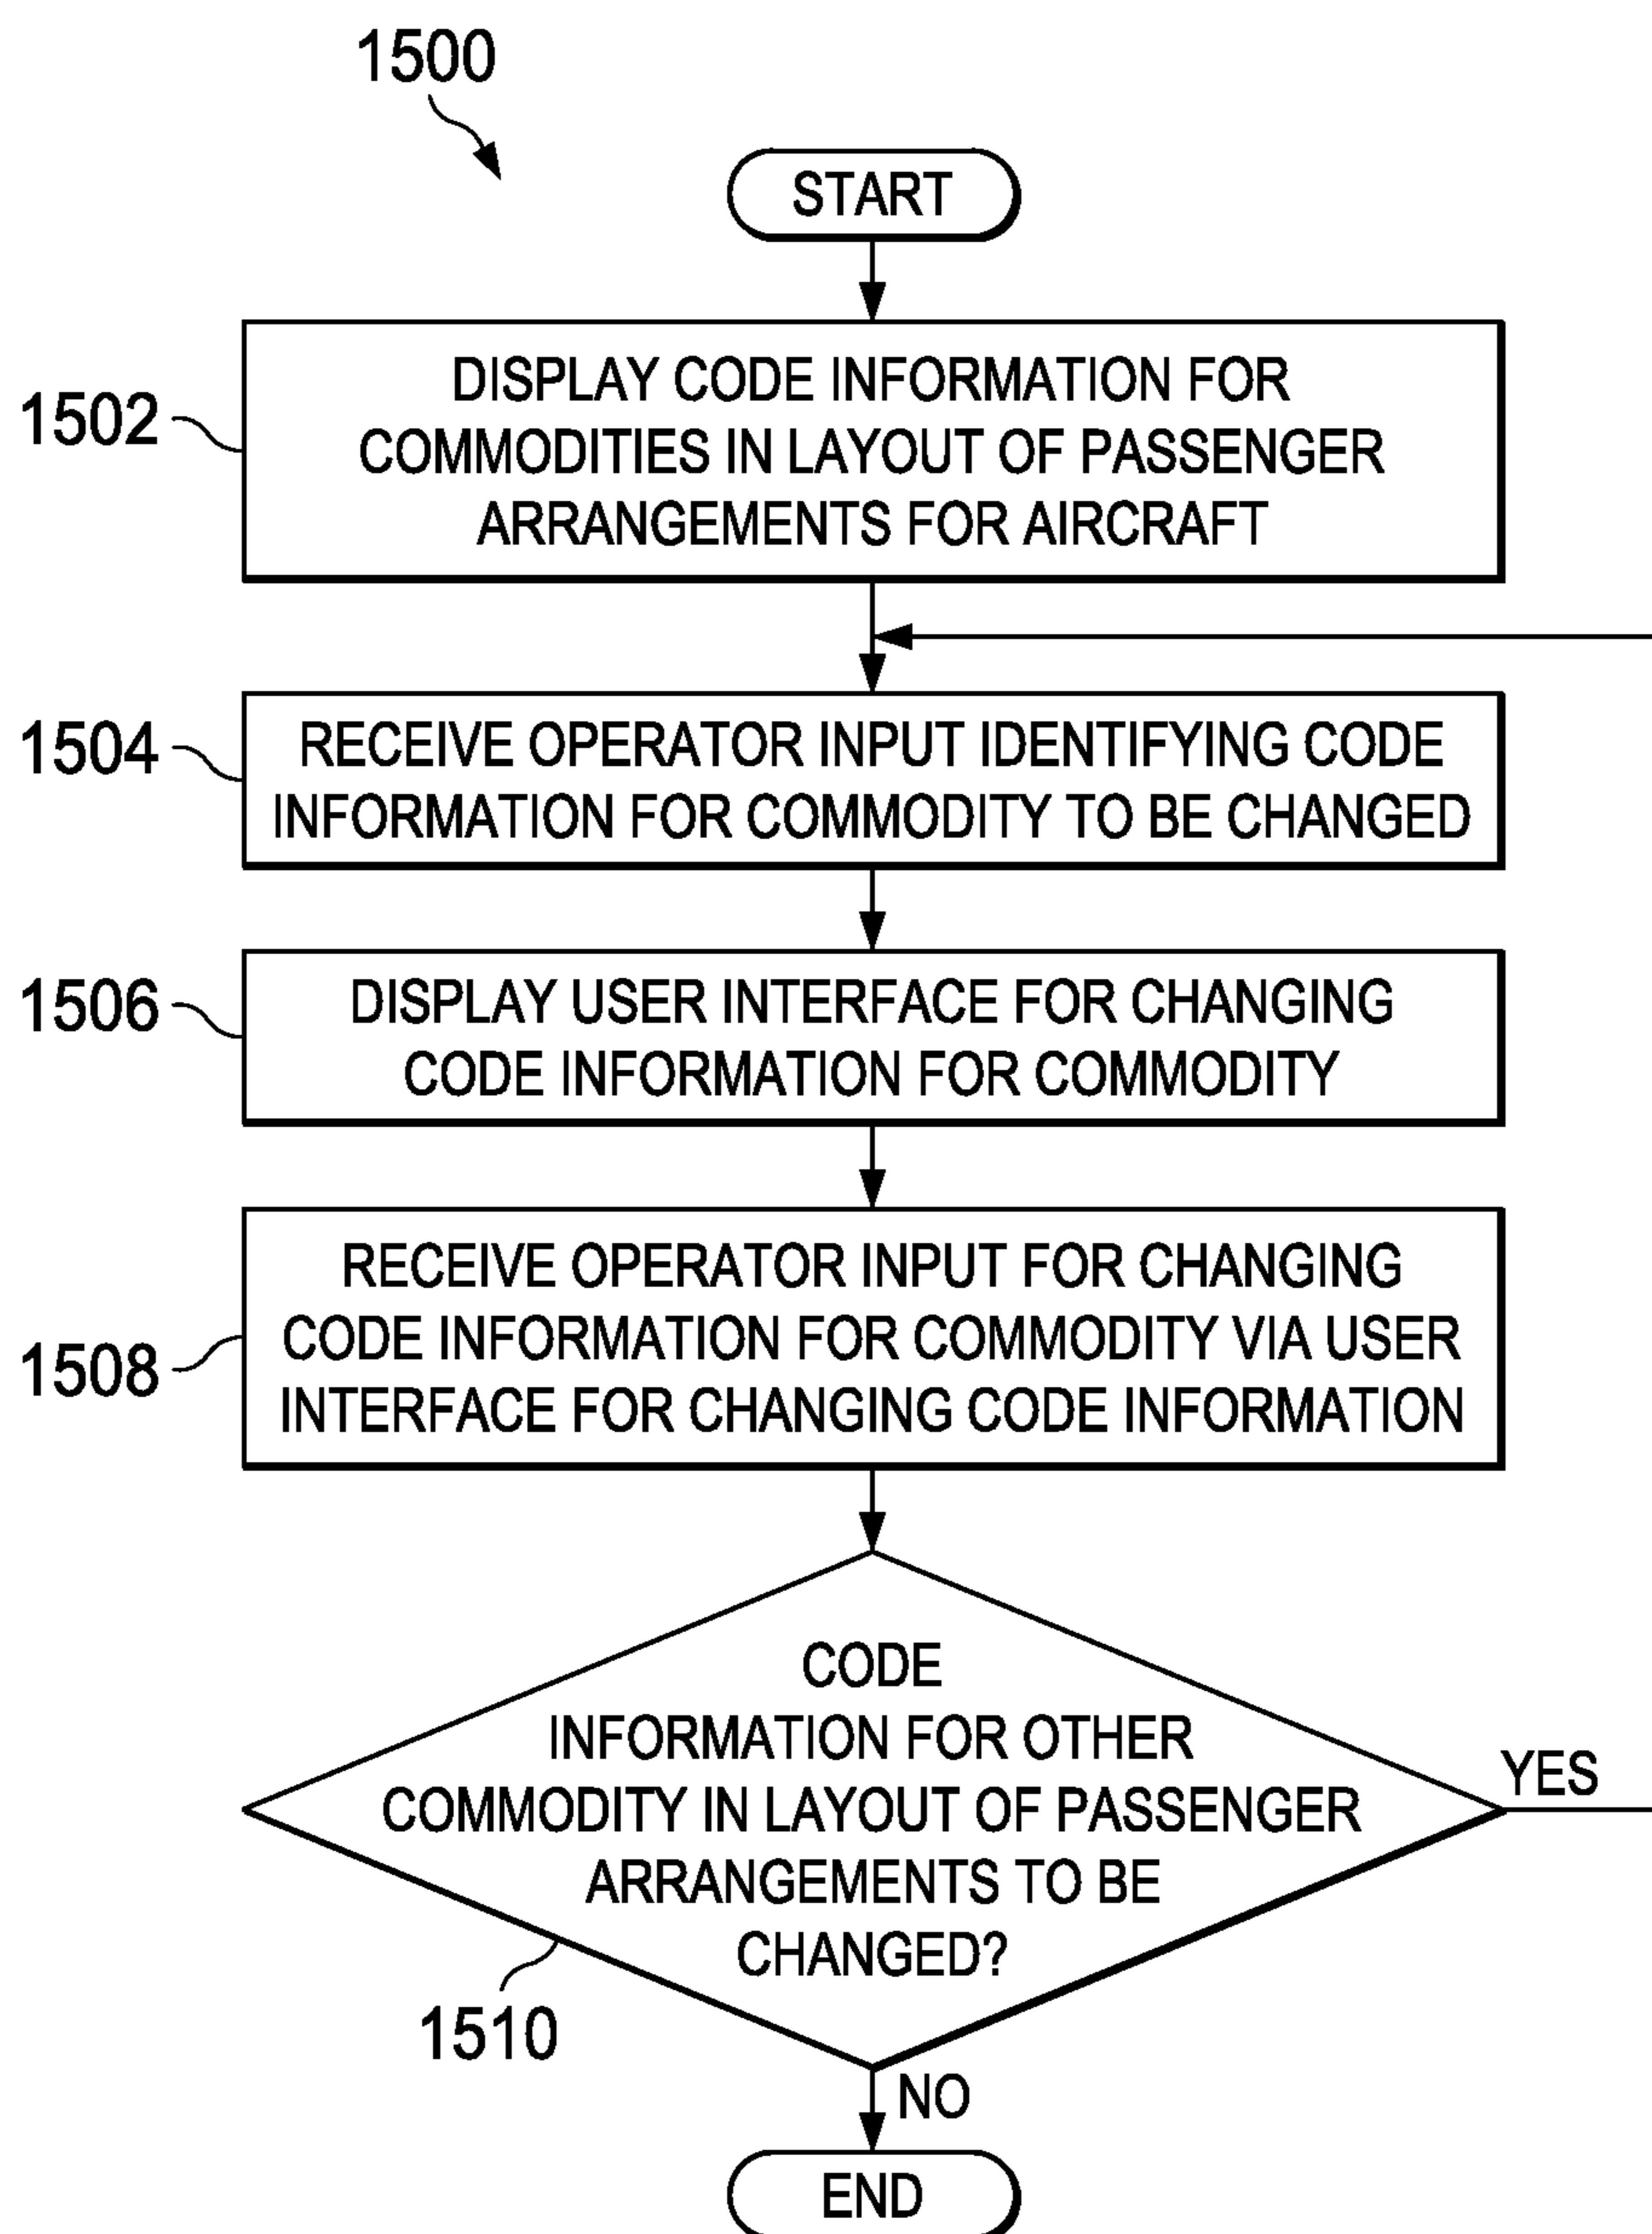 1500
START
1502
DISPLAY CODE INFORMATION FOR
COMMODITIES IN LAYOUT OF PASSENGER
ARRANGEMENTS FOR AIRCRAFT
1504
RECEIVE OPERATOR INPUT IDENTIFYING CODE
INFORMATION FOR COMMODITY TO BE CHANGED
1506
DISPLAY USER INTERFACE FOR CHANGING
CODE INFORMATION FOR COMMODITY
1508
RECEIVE OPERATOR INPUT FOR CHANGING
CODE INFORMATION FOR COMMODITY VIA USER
INTERFACE FOR CHANGING CODE INFORMATION
CODE
INFORMATION FOR OTHER
COMMODITY IN LAYOUT OF PASSENGER
ARRANGEMENTS TO BE
CHANGED?
YES
1510
NO
END